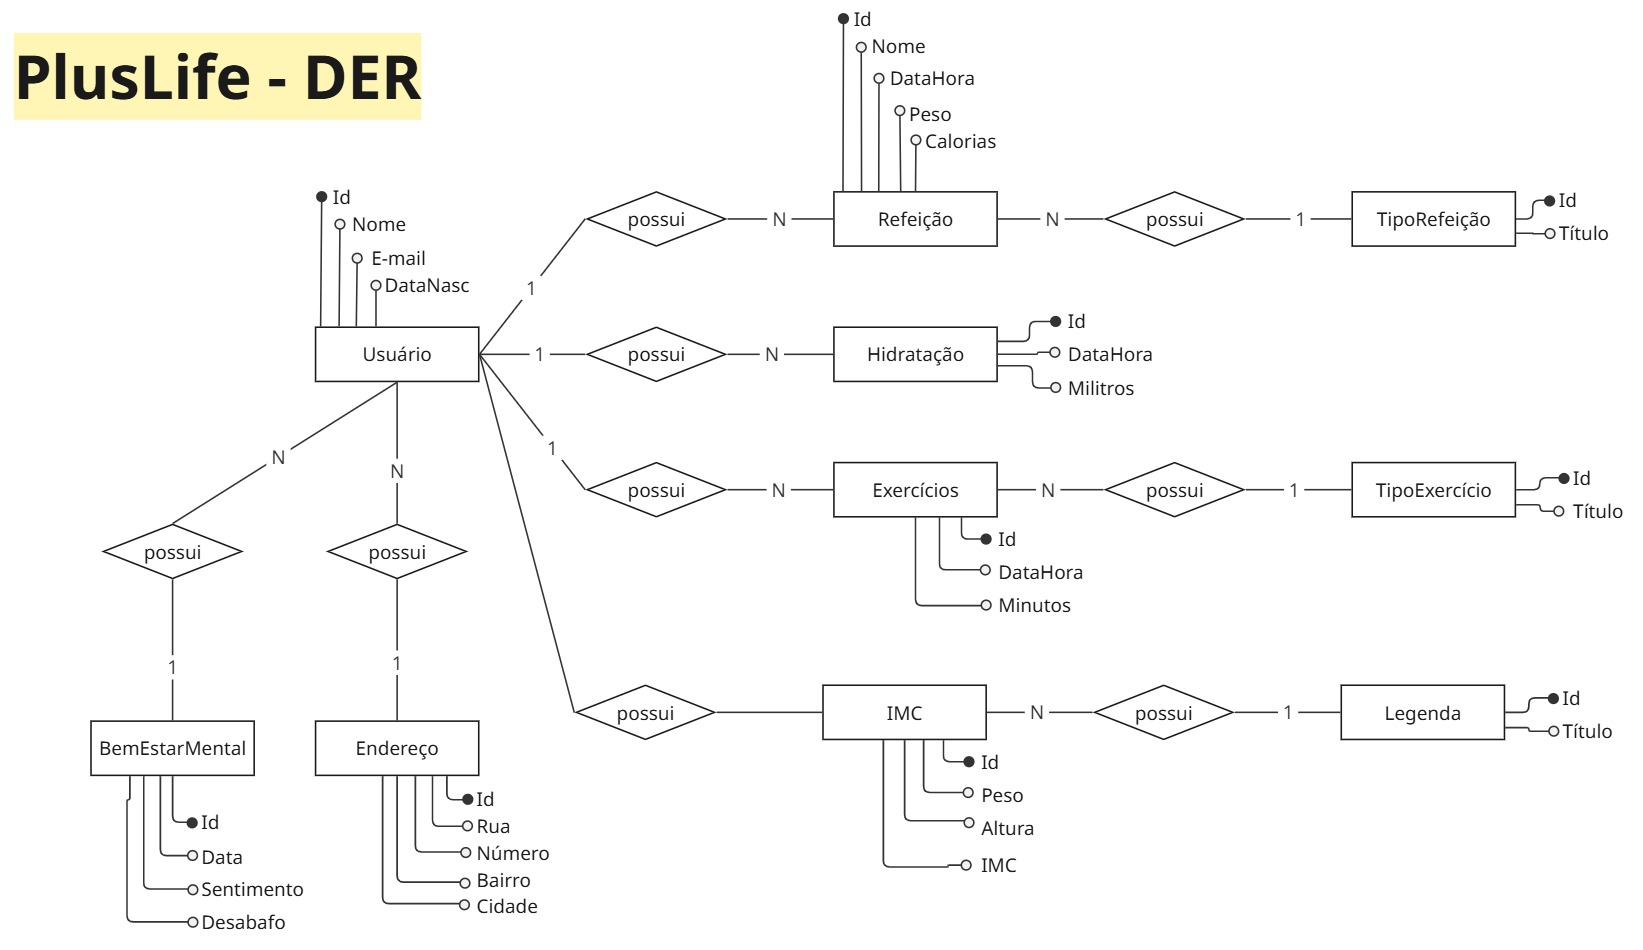 PlusLife - DER
Id
Nome
DataHora
Peso
Calorias
Id
Nome
E-mail
DataNasc
possui
N
Refeição
N
possui
1
TipoRefeição
Id
Título
1
Usuário
1
possui
N
Hidratação
Id
DataHora
Militros
1
possui
N
Exercícios
N
possui
1
TipoExercício
Id
Título
Id
DataHora
Minutos
N
N
possui
possui
1
1
possui
IMC
N
possui
1
Legenda
Id
Título
Id
Peso
Altura
IMC
BemEstarMental
Id
Data
Sentimento
Desabafo
Endereço
Id
Rua
Número
Bairro
Cidade